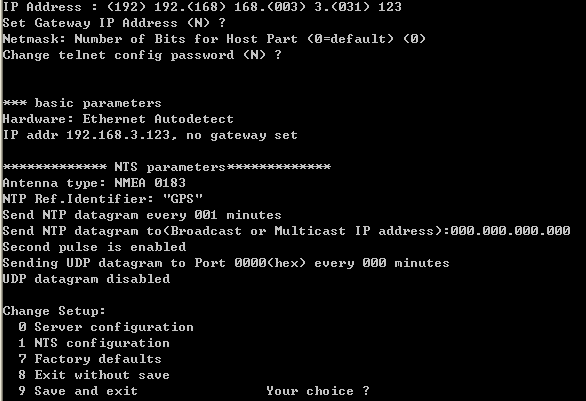 IP Address : (192) 192.(168) 168.(003) 3.(031) 123
Set Gateway IP Address (N) ?
Netmask: Number of Bits for Host Part (0=default) (0)
Change telnet config password (N) ?
*** basic parameters
Hardware: Ethernet Autodetect
IP addr 192.168.3.123, no gateway set
************* NTS parameters*************
Antenna type: NMEA 0183
NTP Ref.Identifier: "GPS"
Send NTP datagram every 001 minutes
Send NTP datagram to(Broadcast or Multicast IP address):000.000.000.000
Second pulse is enabled
Sending UDP datagram to Port 0000(hex) every 000 minutes
UDP datagram disabled
Change Setup:
0 Server configuration
1 NTS configuration
7 Factory defaults
8 Exit without save
9 Save and exit Your choice ?